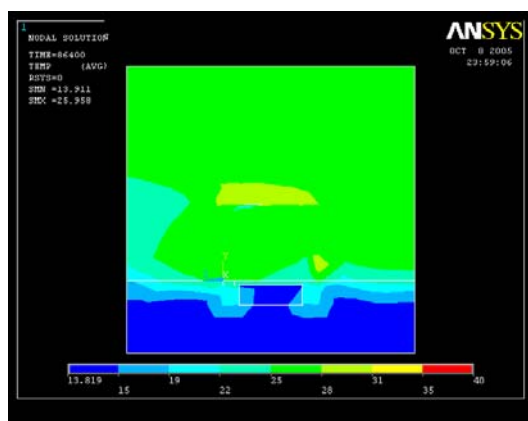 1
NODAL SOLUTION
TIME=86400
TEMP (AVG)
RSYS=0
SMN =13.911
SMX =25.958
ANSYS
OCT 8 2005
23:59:06
Y
X
13.819 19 25 31 40
15 22 28 35